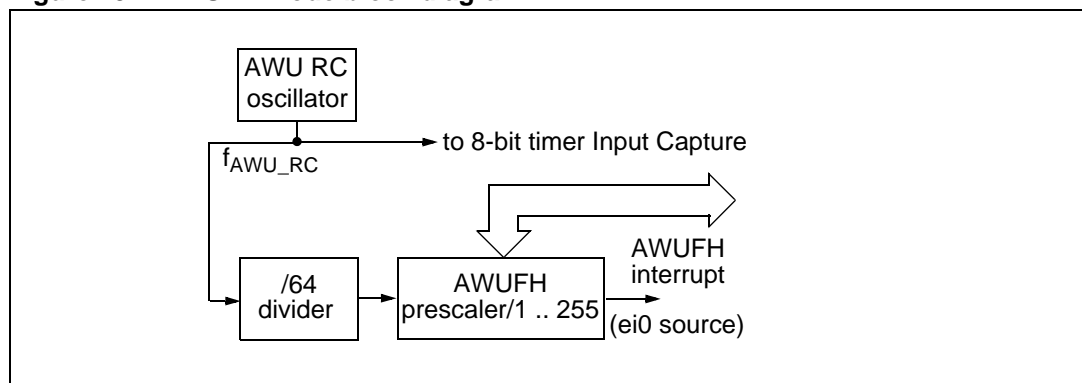 AWU RC
oscillator
to 8-bit timer Input Capture
fAWU_RC
AWUFH
interrupt
/64
divider
AWUFH
prescaler/1 .. 255
(ei0 source)